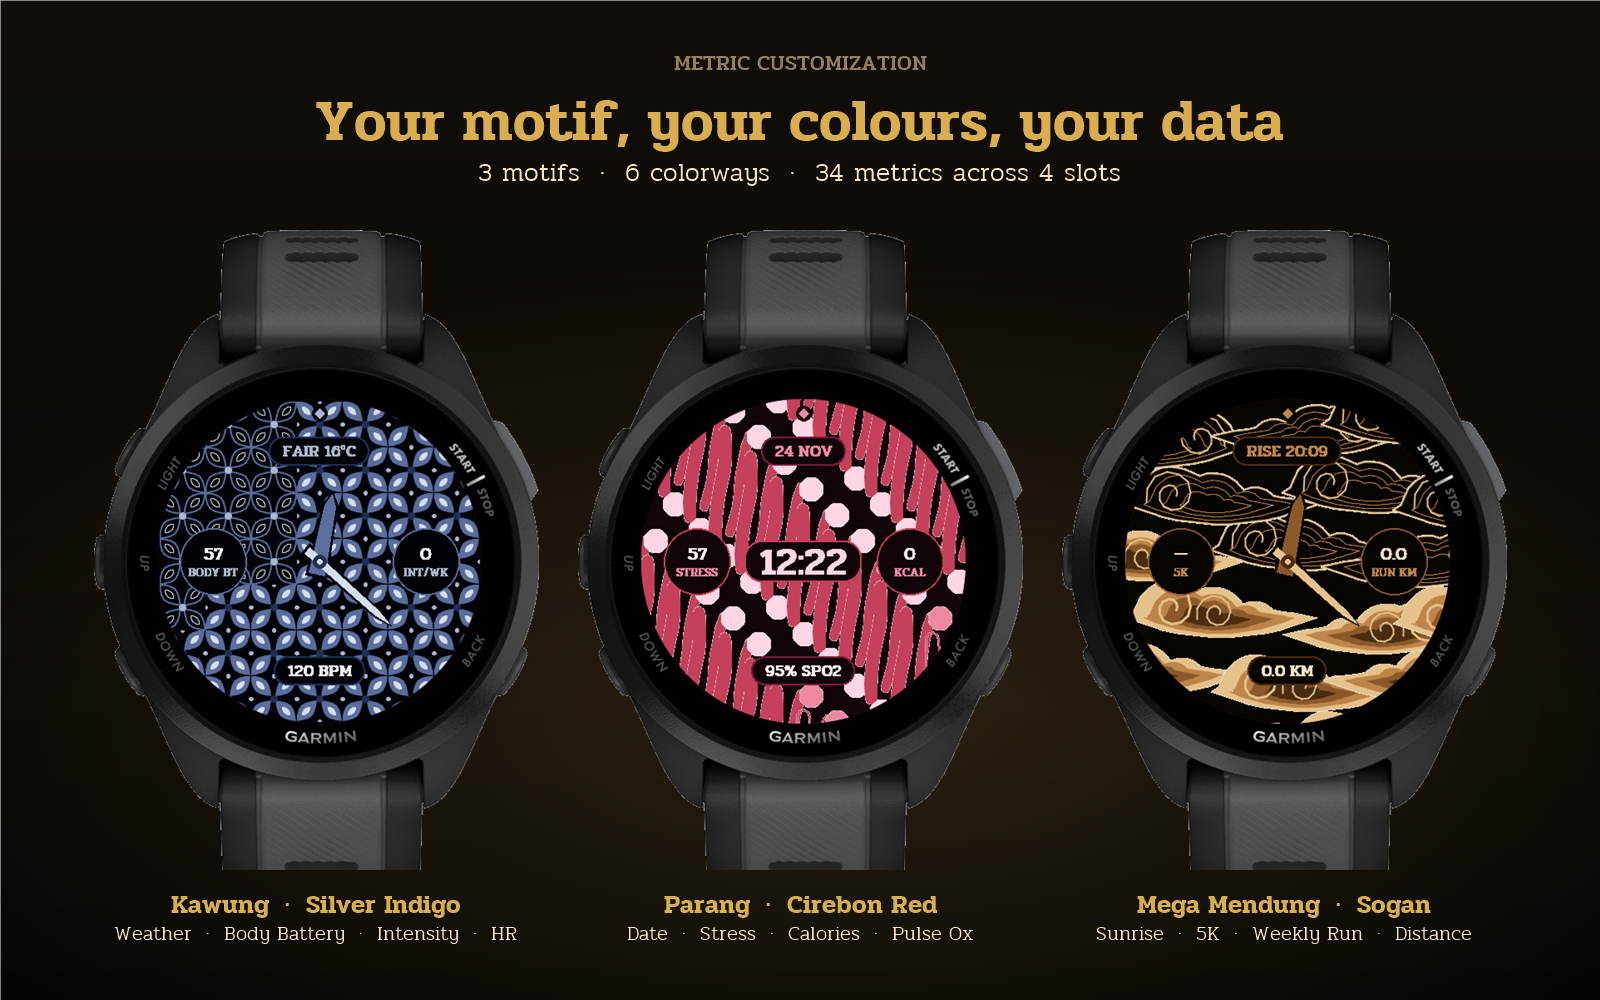 METRIC CUSTOMIZATION
Your motif, your colours, your data
3 motifs · 6 colorways · 34 metrics across 4 slots
LIGHT
START
STOP
FAIR 16°C
UP
57
BODY BT
0
INT/WK
DOWN
BACK
120 BPM
GARMIN
LIGHT
START
STOP
24 NOV
UP
57
STRESS
12:22
0
KCAL
DOWN
BACK
95% SPO2
GARMIN
LIGHT
START
STOP
RISE 20:09
UP
—
5K
0.0
RUN KM
DOWN
BACK
0.0 KM
GARMIN
Kawung · Silver Indigo
Weather · Body Battery · Intensity · HR
Parang · Cirebon Red
Date · Stress · Calories · Pulse Ox
Mega Mendung · Sogan
Sunrise · 5K · Weekly Run · Distance